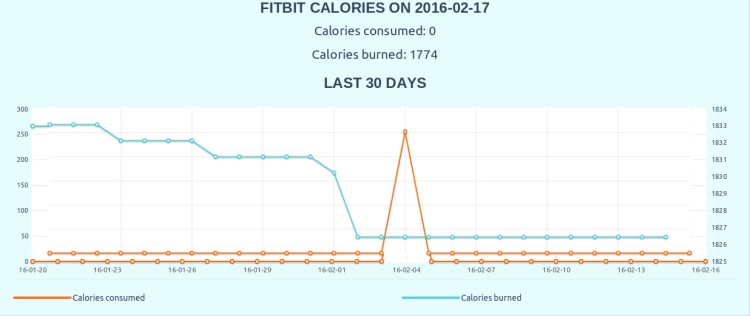 FITBIT CALORIES ON 2016-02-17
Calories consumed: 0
Calories burned: 1774
LAST 30 DAYS
300 1834
250 1833
200 1832
150 1831
100 1830
50 1829
0 1828
1827
1826
1825
16-01-20 16-01-23 16-01-26 16-01-29 16-02-01 16-02-04 16-02-07 16-02-10 16-02-13 16-02-16
Calories consumed Calories burned